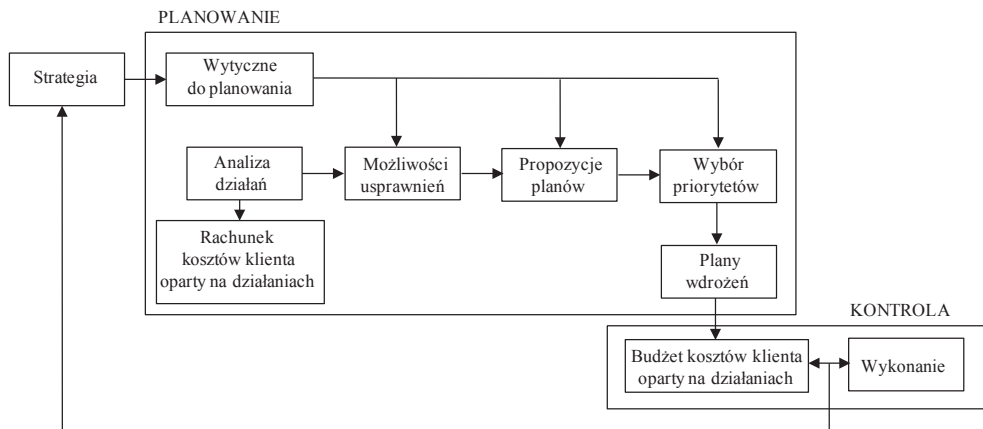 PLANOWANIE
Strategia
Wytyczne
do planowania
Analiza
działań
Możliwości
usprawnień
Propozycje
planów
Wybór
priorytetów
Rachunek
kosztów klienta
oparty na działaniach
Plany
wdrożeń
KONTROLA
Budżet kosztów klienta
oparty na działaniach
Wykonanie